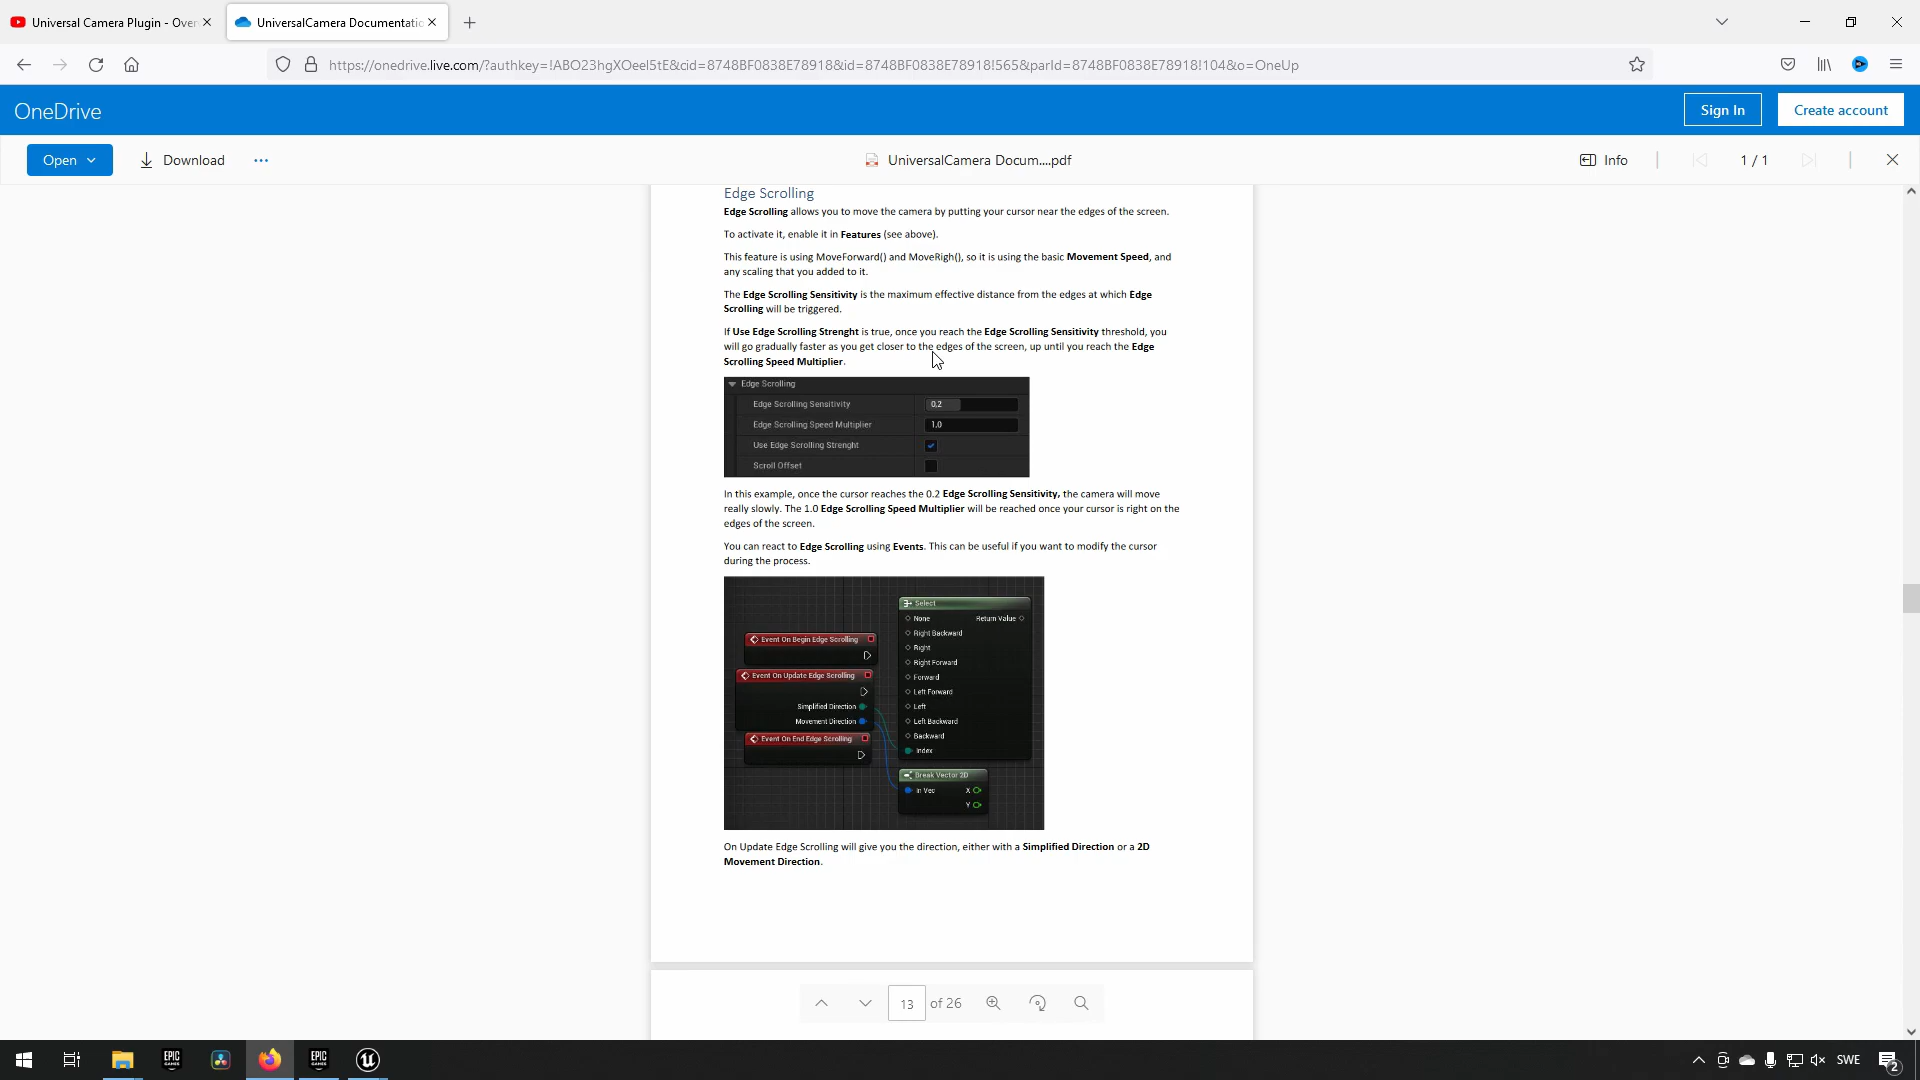 Universal Camera Plugin - Over
UniversalCamera Documentatio
https://onedrive.live.com/?authkey=!ABO23hgXOeel5tE&cid=8748BF0838E78918&id=8748BF0838E78918!565&parId=8748BF0838E78918!104&o=OneUp
OneDrive
Sign In
Create account
Open
Download
UniversalCamera Docum....pdf
Info
1 / 1
Edge Scrolling
Edge Scrolling allows you to move the camera by putting your cursor near the edges of the screen.
To activate it, enable it in Features (see above).
This feature is using MoveForward() and MoveRigh(), so it is using the basic Movement Speed, and
any scaling that you added to it.
The Edge Scrolling Sensitivity is the maximum effective distance from the edges at which Edge
Scrolling will be triggered.
If Use Edge Scrolling Strenght is true, once you reach the Edge Scrolling Sensitivity threshold, you
will go gradually faster as you get closer to the edges of the screen, up until you reach the Edge
Scrolling Speed Multiplier.
Edge Scrolling
Edge Scrolling Sensitivity 0,2
Edge Scrolling Speed Multiplier 1,0
Use Edge Scrolling Strenght
Scroll Offset
In this example, once the cursor reaches the 0.2 Edge Scrolling Sensitivity, the camera will move
really slowly. The 1.0 Edge Scrolling Speed Multiplier will be reached once your cursor is right on the
edges of the screen.
You can react to Edge Scrolling using Events. This can be useful if you want to modify the cursor
during the process.
Event On Begin Edge Scrolling
Event On Update Edge Scrolling
Simplified Direction
Movement Direction
Event On End Edge Scrolling
Select
None Return Value
Right Backward
Right
Right Forward
Forward
Left Forward
Left
Left Backward
Backward
Index
Break Vector 2D
In Vec X
Y
On Update Edge Scrolling will give you the direction, either with a Simplified Direction or a 2D
Movement Direction.
13 of 26
EPIC
GAMES
EPIC
GAMES
SWE
2